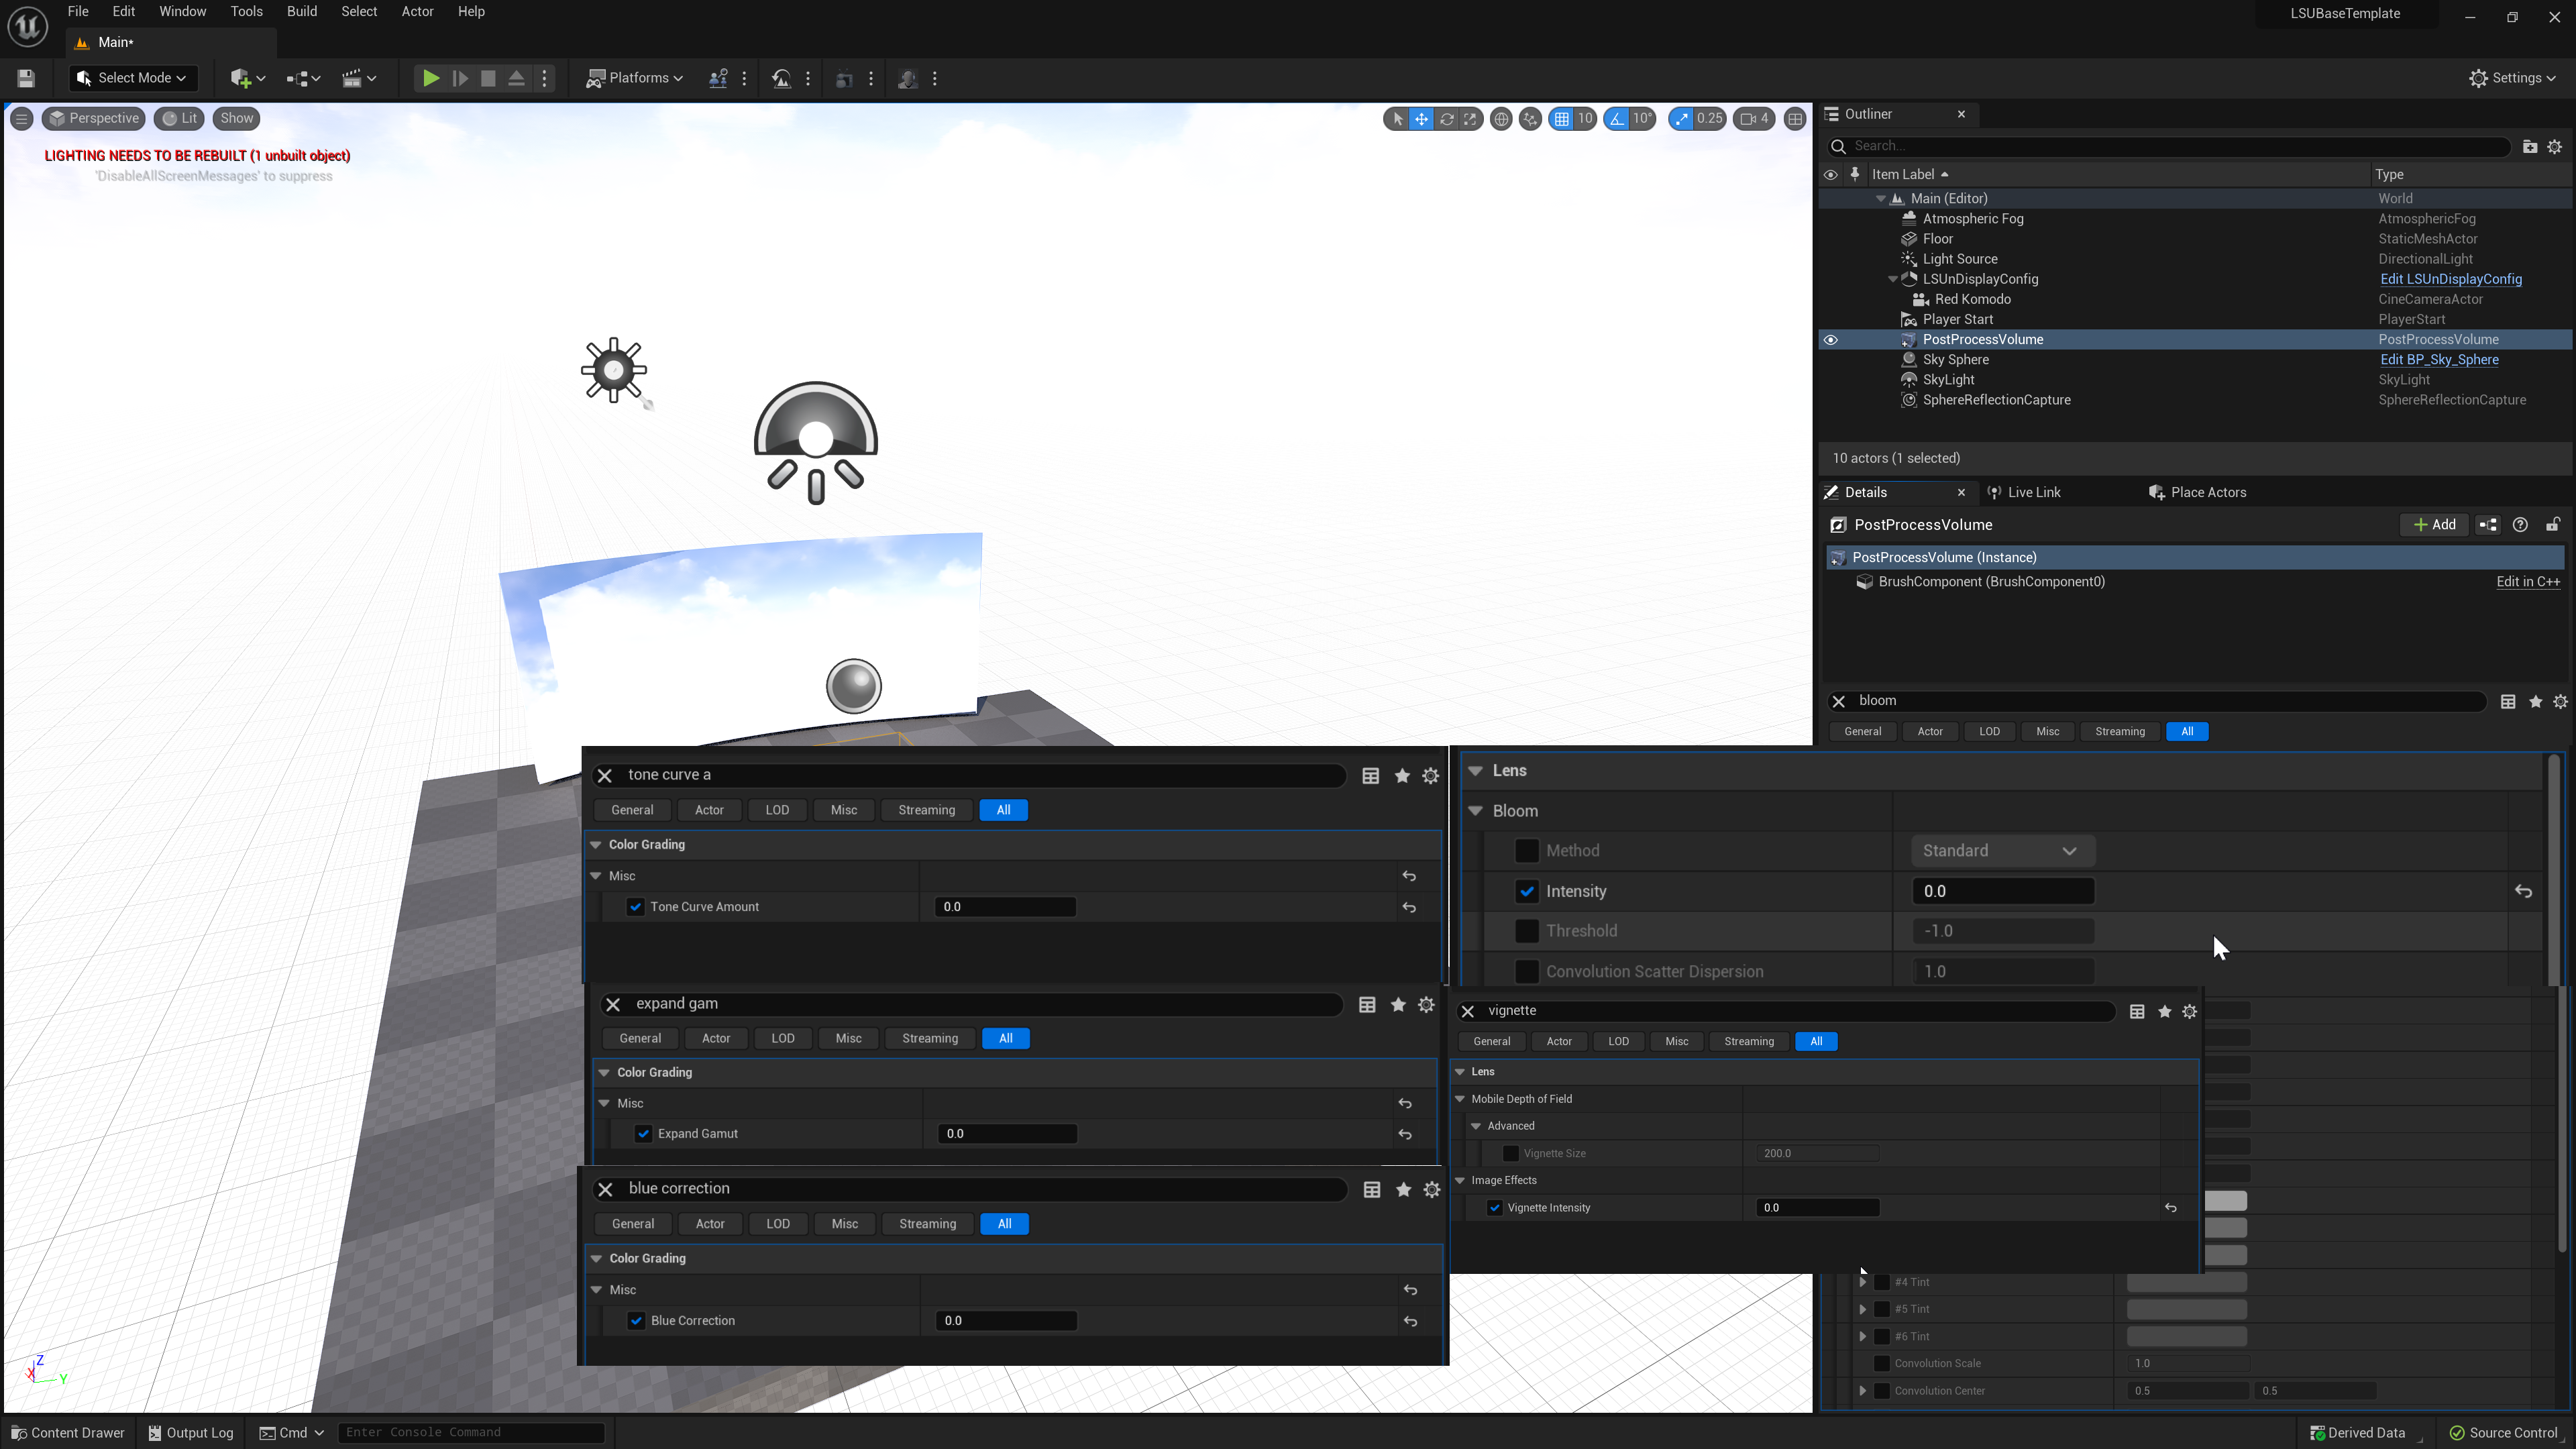 File Edit Window Tools Build Select Actor Help
LSUBaseTemplate
Main*
Select Mode
Platforms
Settings
Perspective Lit Show
10 10° 0.25 4
LIGHTING NEEDS TO BE REBUILT (1 unbuilt object)
'DisableAllScreenMessages' to suppress
Outliner
Search...
Item Label Type
Main (Editor) World
Atmospheric Fog AtmosphericFog
Floor StaticMeshActor
Light Source DirectionalLight
LSUnDisplayConfig Edit LSUnDisplayConfig
Red Komodo CineCameraActor
Player Start PlayerStart
PostProcessVolume PostProcessVolume
Sky Sphere Edit BP_Sky_Sphere
SkyLight SkyLight
SphereReflectionCapture SphereReflectionCapture
10 actors (1 selected)
Details Live Link Place Actors
PostProcessVolume Add
PostProcessVolume (Instance)
BrushComponent (BrushComponent0) Edit in C++
bloom
General Actor LOD Misc Streaming All
Lens
Bloom
Method Standard
Intensity 0.0
Threshold -1.0
Convolution Scatter Dispersion 1.0
tone curve a
General Actor LOD Misc Streaming All
Color Grading
Misc
Tone Curve Amount 0.0
expand gam
General Actor LOD Misc Streaming All
Color Grading
Misc
Expand Gamut 0.0
blue correction
General Actor LOD Misc Streaming All
Color Grading
Misc
Blue Correction 0.0
vignette
General Actor LOD Misc Streaming All
Lens
Mobile Depth of Field
Advanced
Vignette Size 200.0
Image Effects
Vignette Intensity 0.0
#4 Tint
#5 Tint
#6 Tint
Convolution Scale 1.0
Convolution Center 0.5 0.5
Z
X
Y
Content Drawer Output Log Cmd Enter Console Command
Derived Data Source Control